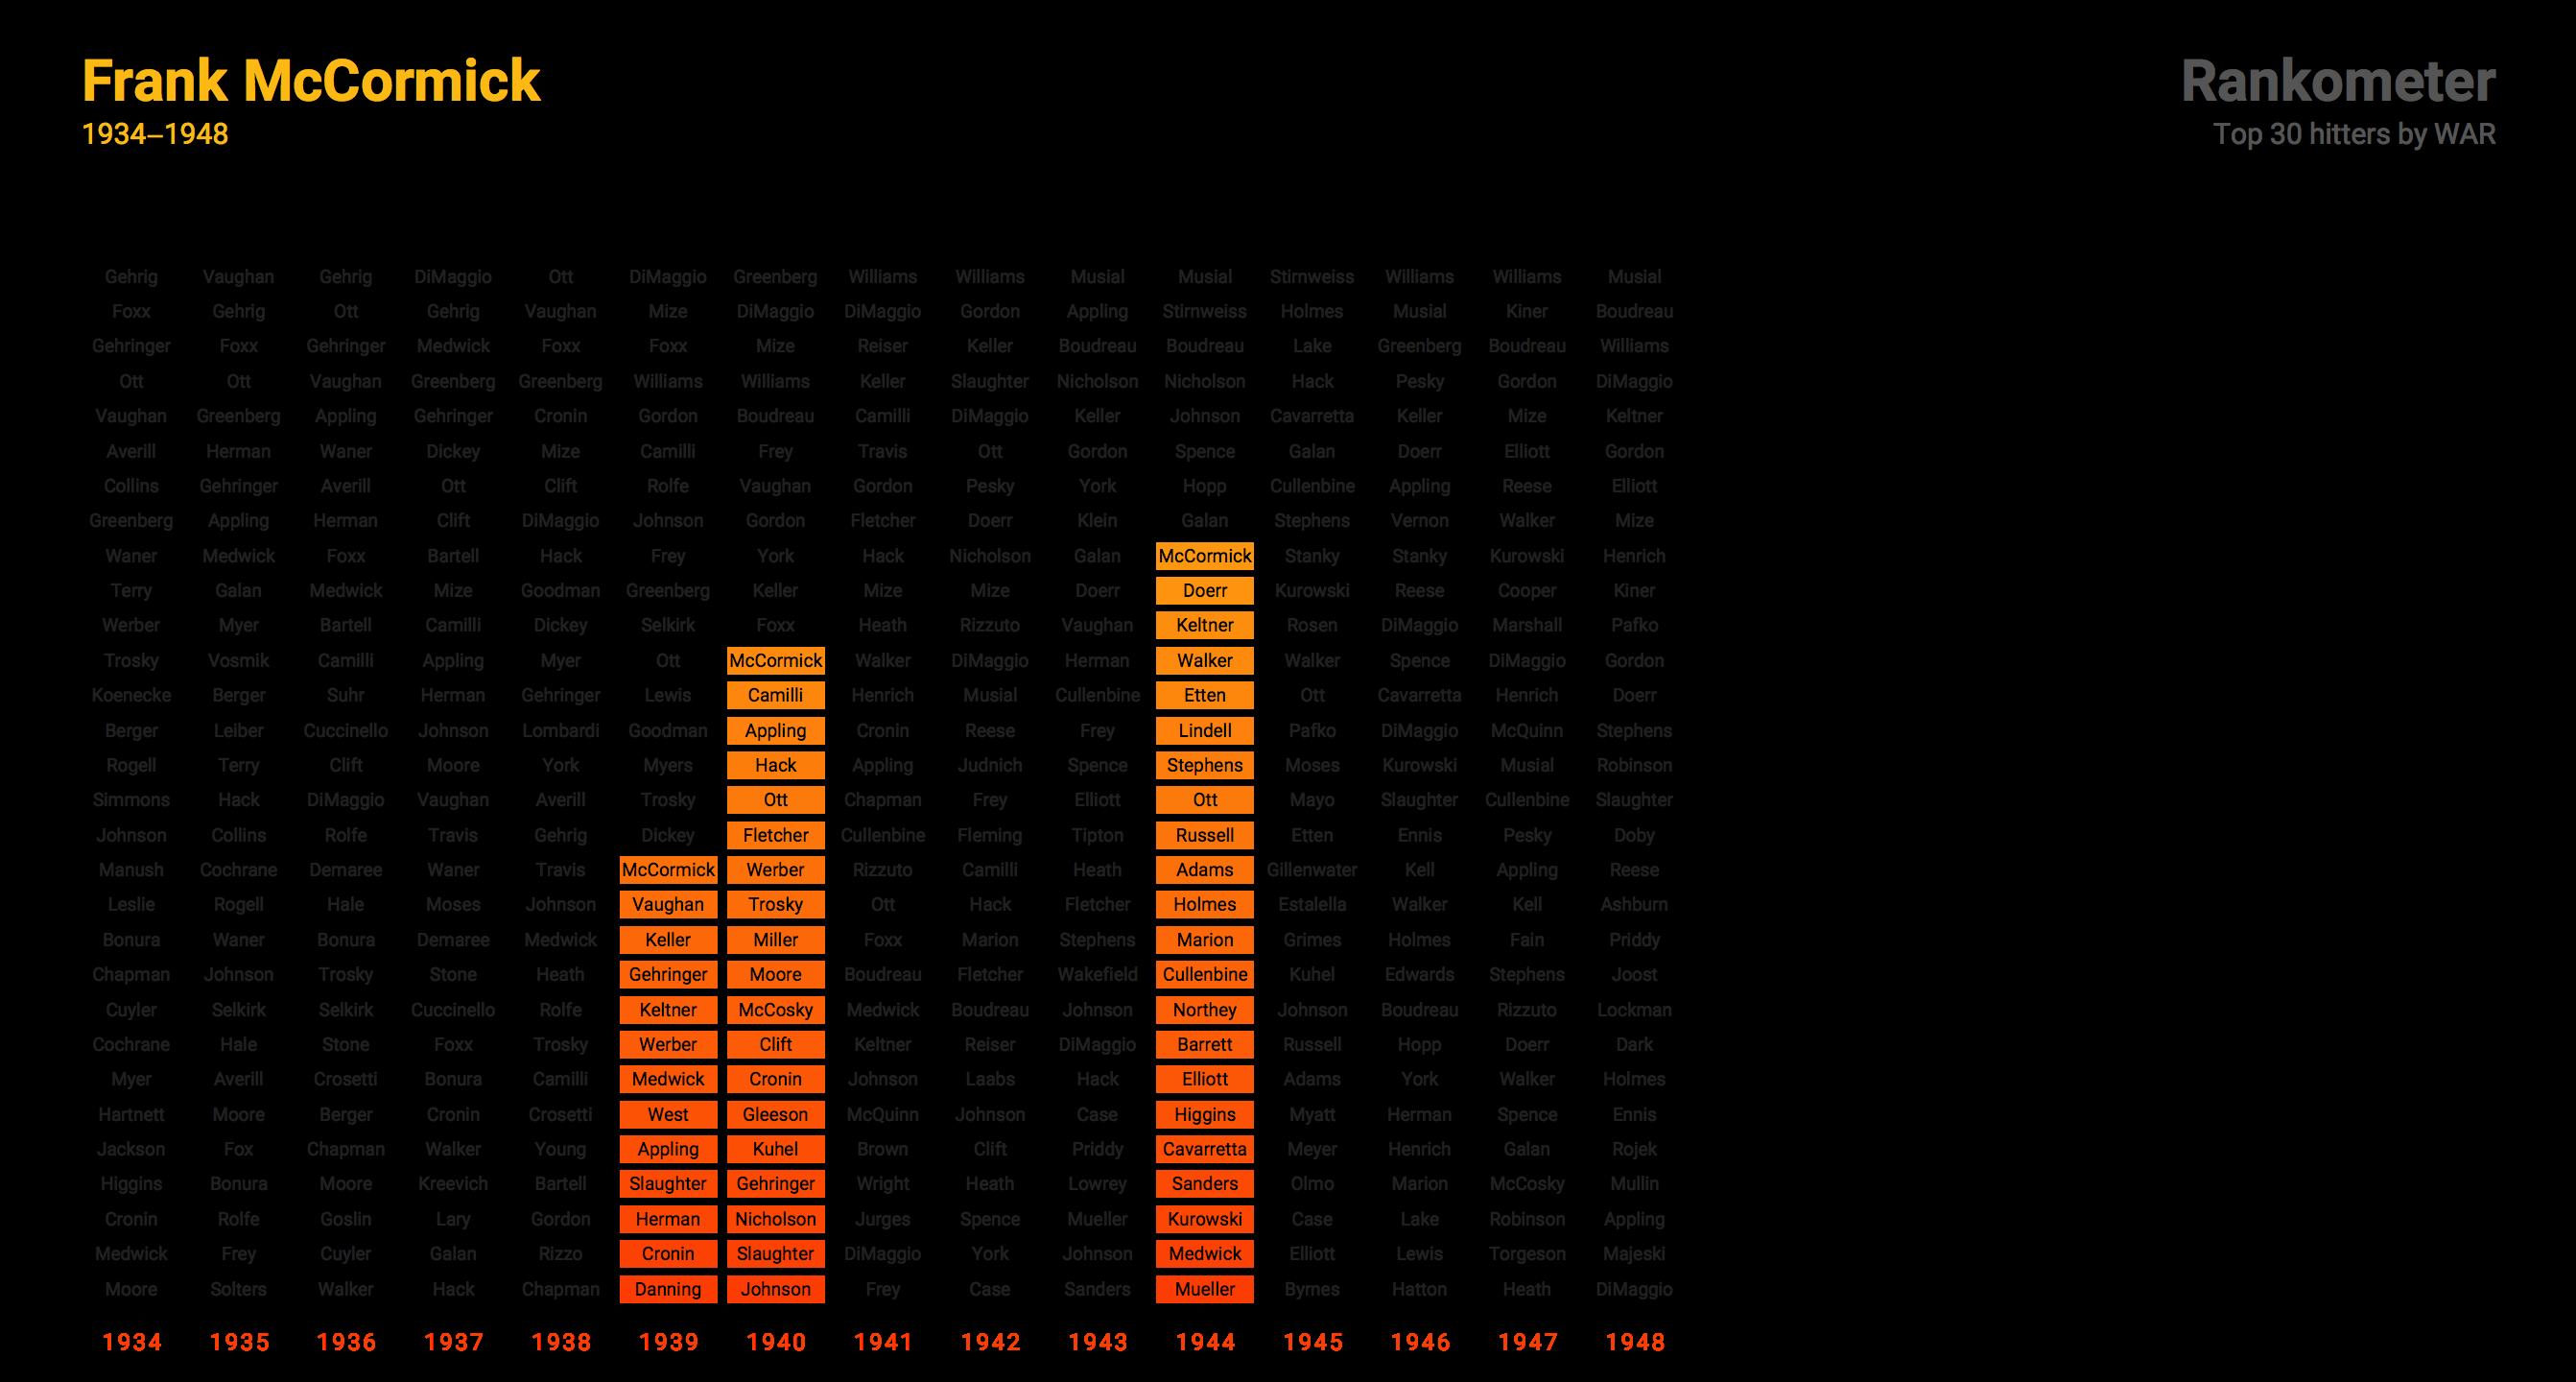 Frank McCormick
1934–1948
Rankometer
Top 30 hitters by WAR
Gehrig Vaughan Gehrig DiMaggio Ott DiMaggio Greenberg Williams Williams Musial Musial Stirnweiss Williams Williams Musial
Foxx Gehrig Ott Gehrig Vaughan Mize DiMaggio DiMaggio Gordon Appling Stirnweiss Holmes Musial Kiner Boudreau
Gehringer Foxx Gehringer Medwick Foxx Foxx Mize Reiser Keller Boudreau Boudreau Lake Greenberg Boudreau Williams
Ott Ott Vaughan Greenberg Greenberg Williams Williams Keller Slaughter Nicholson Nicholson Hack Pesky Gordon DiMaggio
Vaughan Greenberg Appling Gehringer Cronin Gordon Boudreau Camilli DiMaggio Keller Johnson Cavarretta Keller Mize Keltner
Averill Herman Waner Dickey Mize Camilli Frey Travis Ott Gordon Spence Galan Doerr Elliott Gordon
Collins Gehringer Averill Ott Clift Rolfe Vaughan Gordon Pesky York Hopp Cullenbine Appling Reese Elliott
Greenberg Appling Herman Clift DiMaggio Johnson Gordon Fletcher Doerr Klein Galan Stephens Vernon Walker Mize
Waner Medwick Foxx Bartell Hack Frey York Hack Nicholson Galan McCormick Stanky Stanky Kurowski Henrich
Terry Galan Medwick Mize Goodman Greenberg Keller Mize Mize Doerr Doerr Kurowski Reese Cooper Kiner
Werber Myer Bartell Camilli Dickey Selkirk Foxx Heath Rizzuto Vaughan Keltner Rosen DiMaggio Marshall Pafko
Trosky Vosmik Camilli Appling Myer Ott McCormick Walker DiMaggio Herman Walker Walker Spence DiMaggio Gordon
Koenecke Berger Suhr Herman Gehringer Lewis Camilli Henrich Musial Cullenbine Etten Ott Cavarretta Henrich Doerr
Berger Leiber Cuccinello Johnson Lombardi Goodman Appling Cronin Reese Frey Lindell Pafko DiMaggio McQuinn Stephens
Rogell Terry Clift Moore York Myers Hack Appling Judnich Spence Stephens Moses Kurowski Musial Robinson
Simmons Hack DiMaggio Vaughan Averill Trosky Ott Chapman Frey Elliott Ott Mayo Slaughter Cullenbine Slaughter
Johnson Collins Rolfe Travis Gehrig Dickey Fletcher Cullenbine Fleming Tipton Russell Etten Ennis Pesky Doby
Manush Cochrane Demaree Waner Travis McCormick Werber Rizzuto Camilli Heath Adams Gillenwater Kell Appling Reese
Leslie Rogell Hale Moses Johnson Vaughan Trosky Ott Hack Fletcher Holmes Estalella Walker Kell Ashburn
Bonura Waner Bonura Demaree Medwick Keller Miller Foxx Marion Stephens Marion Grimes Holmes Fain Priddy
Chapman Johnson Trosky Stone Heath Gehringer Moore Boudreau Fletcher Wakefield Cullenbine Kuhel Edwards Stephens Joost
Cuyler Selkirk Selkirk Cuccinello Rolfe Keltner McCosky Medwick Boudreau Johnson Northey Johnson Boudreau Rizzuto Lockman
Cochrane Hale Stone Foxx Trosky Werber Clift Keltner Reiser DiMaggio Barrett Russell Hopp Doerr Dark
Myer Averill Crosetti Bonura Camilli Medwick Cronin Johnson Laabs Hack Elliott Adams York Walker Holmes
Hartnett Moore Berger Cronin Crosetti West Gleeson McQuinn Johnson Case Higgins Myatt Herman Spence Ennis
Jackson Fox Chapman Walker Young Appling Kuhel Brown Clift Priddy Cavarretta Meyer Henrich Galan Rojek
Higgins Bonura Moore Kreevich Bartell Slaughter Gehringer Wright Heath Lowrey Sanders Olmo Marion McCosky Mullin
Cronin Rolfe Goslin Lary Gordon Herman Nicholson Jurges Spence Mueller Kurowski Case Lake Robinson Appling
Medwick Frey Cuyler Galan Rizzo Cronin Slaughter DiMaggio York Johnson Medwick Elliott Lewis Torgeson Majeski
Moore Solters Walker Hack Chapman Danning Johnson Frey Case Sanders Mueller Byrnes Hatton Heath DiMaggio
1934 1935 1936 1937 1938 1939 1940 1941 1942 1943 1944 1945 1946 1947 1948